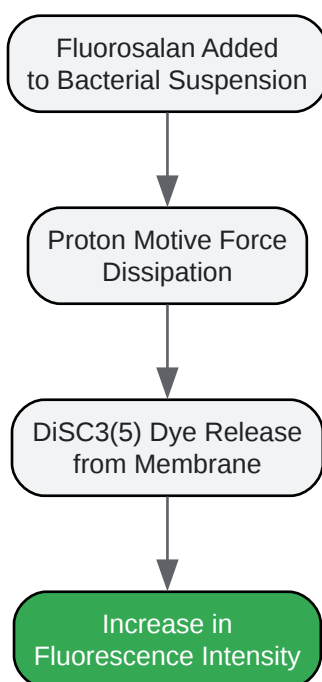 Fluorosalan Added
to Bacterial Suspension
Proton Motive Force
Dissipation
DiSC3(5) Dye Release
from Membrane
Increase in
Fluorescence Intensity